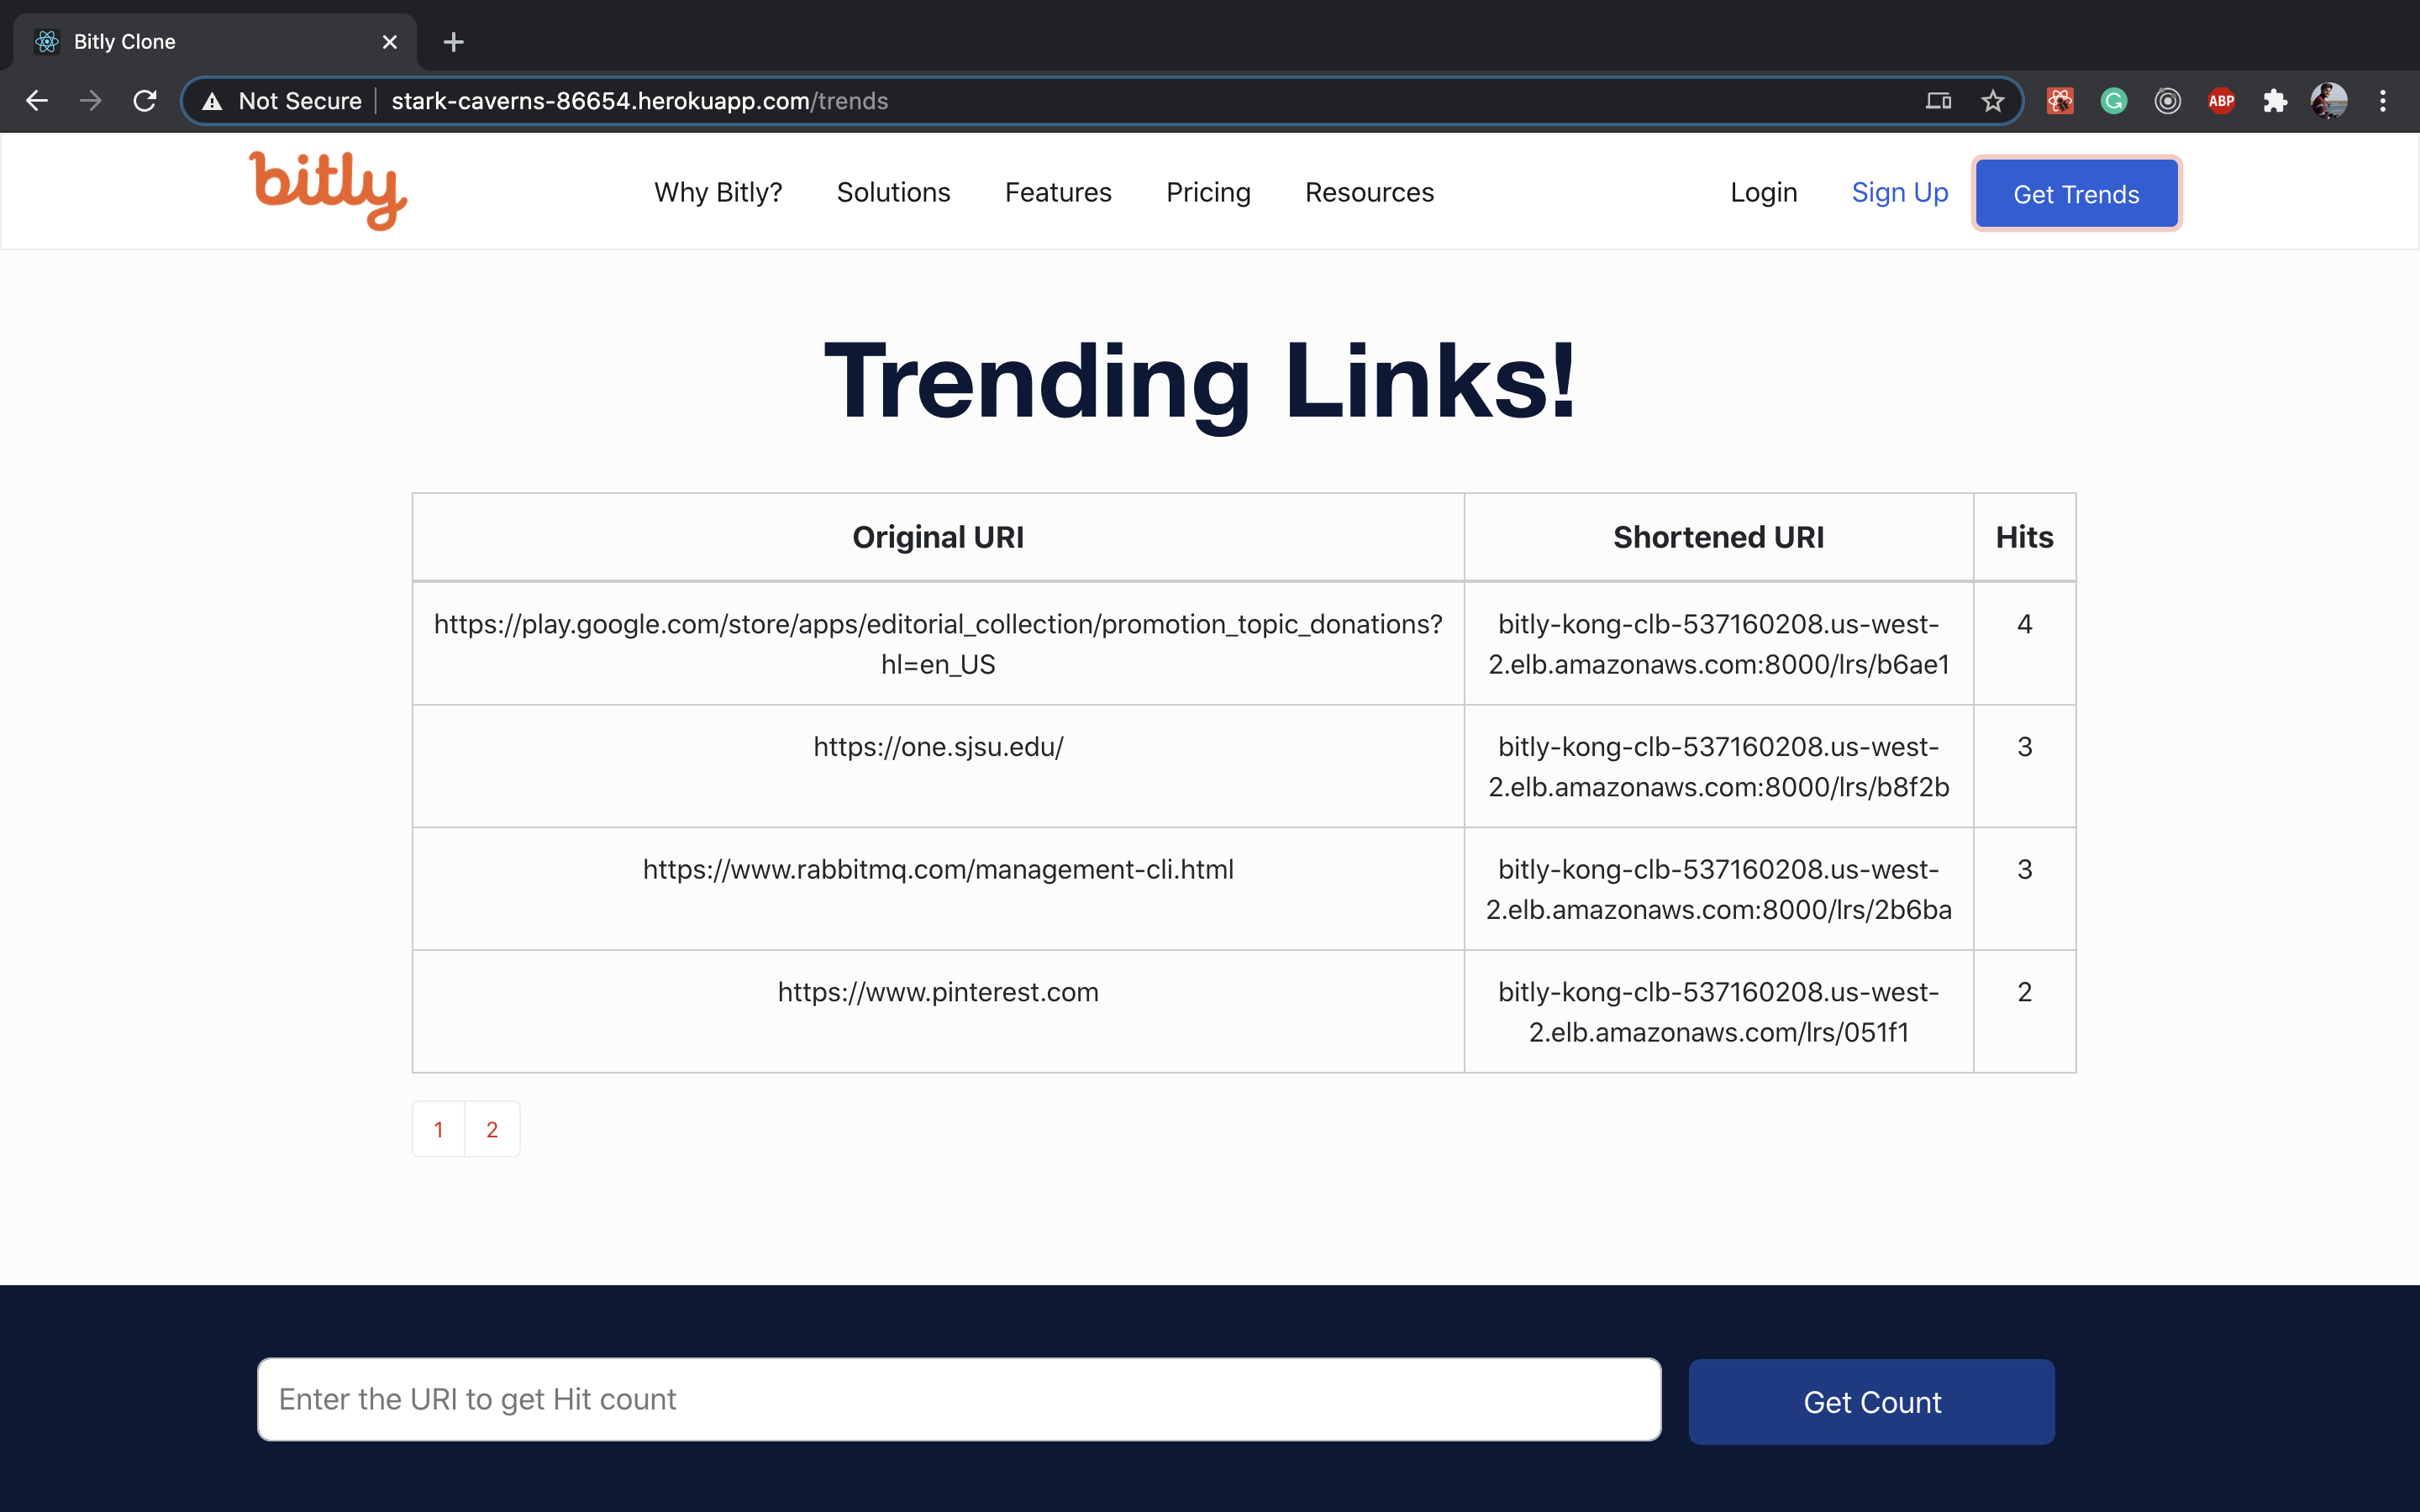 Bitly Clone
Not Secure
stark-caverns-86654.herokuapp.com/trends
ABP
bitly
Why Bitly?
Solutions
Features
Pricing
Resources
Login
Sign Up
Get Trends
Trending Links!
Original URI
Shortened URI
Hits
https://play.google.com/store/apps/editorial_collection/promotion_topic_donations?
hl=en_US
bitly-kong-clb-537160208.us-west-
2.elb.amazonaws.com:8000/lrs/b6ae1
4
https://one.sjsu.edu/
bitly-kong-clb-537160208.us-west-
2.elb.amazonaws.com:8000/lrs/b8f2b
3
https://www.rabbitmq.com/management-cli.html
bitly-kong-clb-537160208.us-west-
2.elb.amazonaws.com:8000/lrs/2b6ba
3
https://www.pinterest.com
bitly-kong-clb-537160208.us-west-
2.elb.amazonaws.com/lrs/051f1
2
1
2
Enter the URI to get Hit count
Get Count